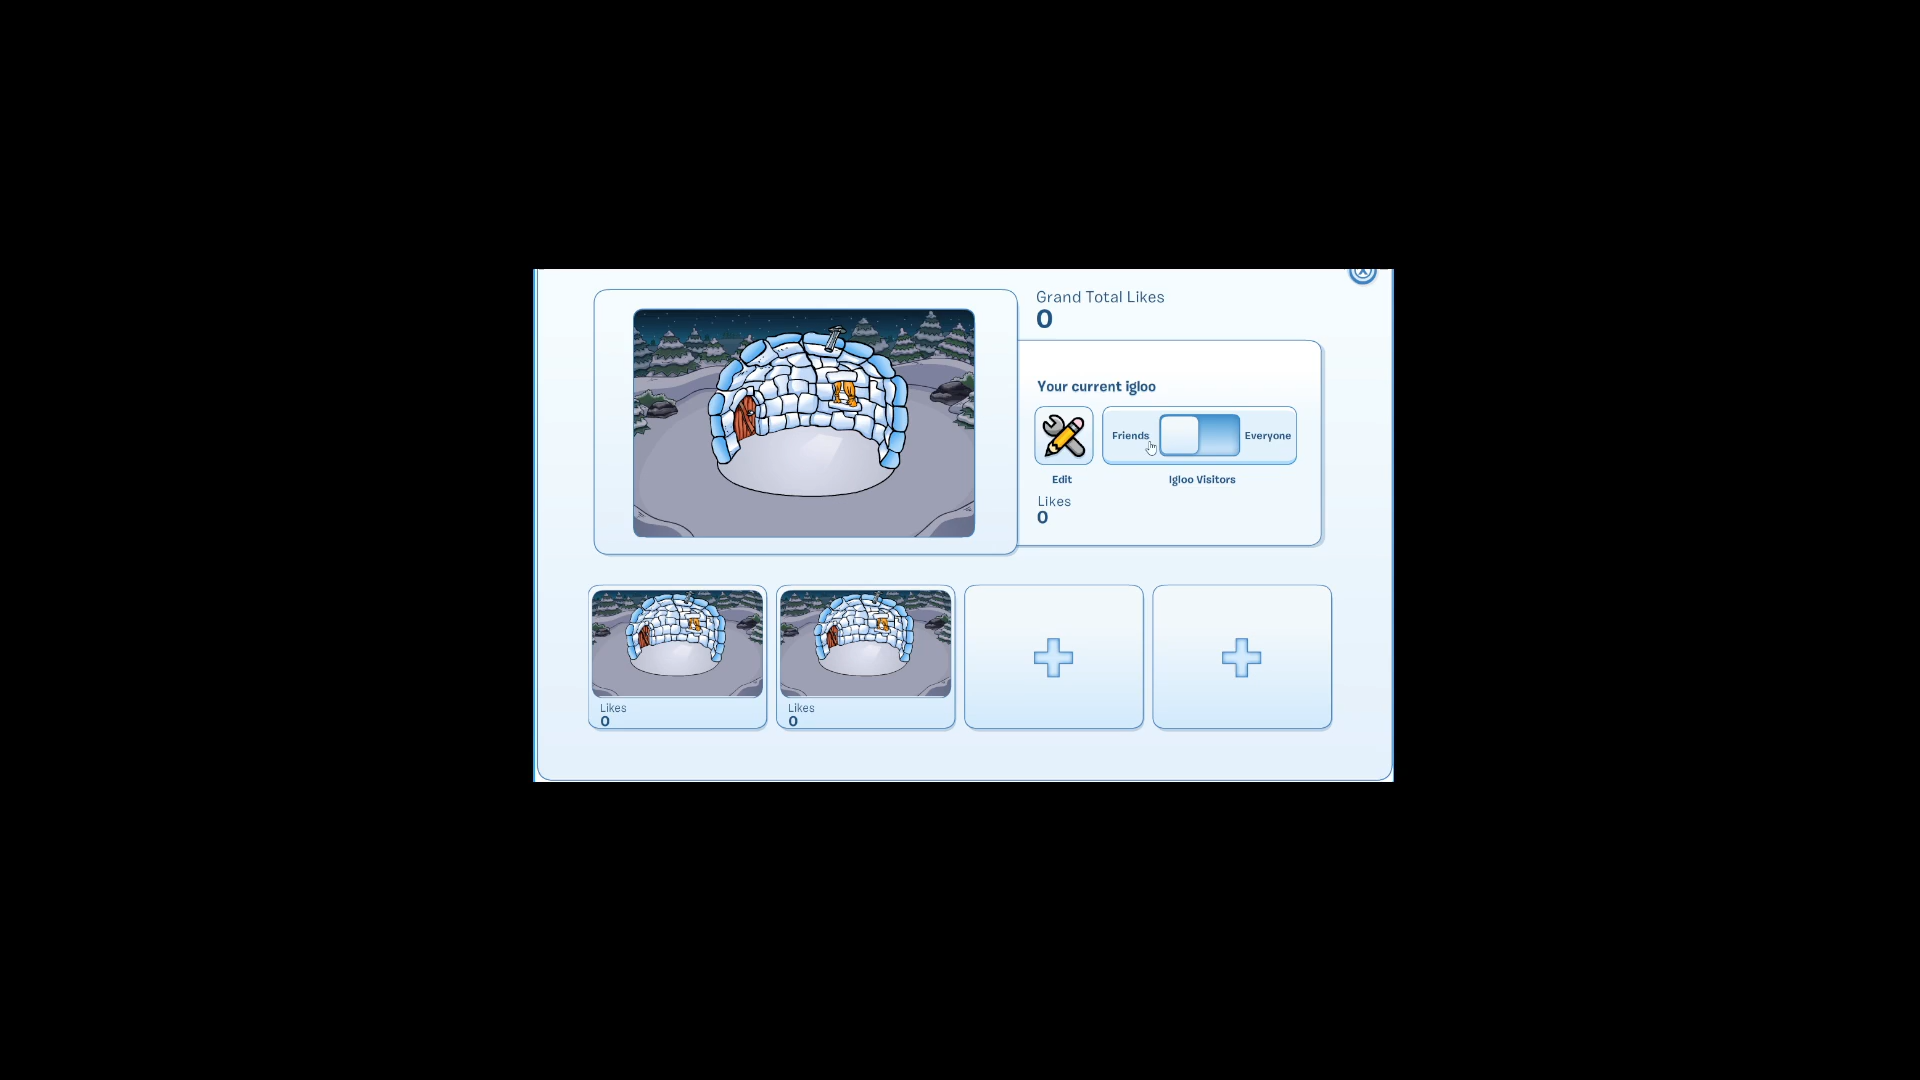 Grand Total Likes
0
Your current igloo
Friends
Everyone
Edit
Igloo Visitors
Likes
0
Likes
0
Likes
0